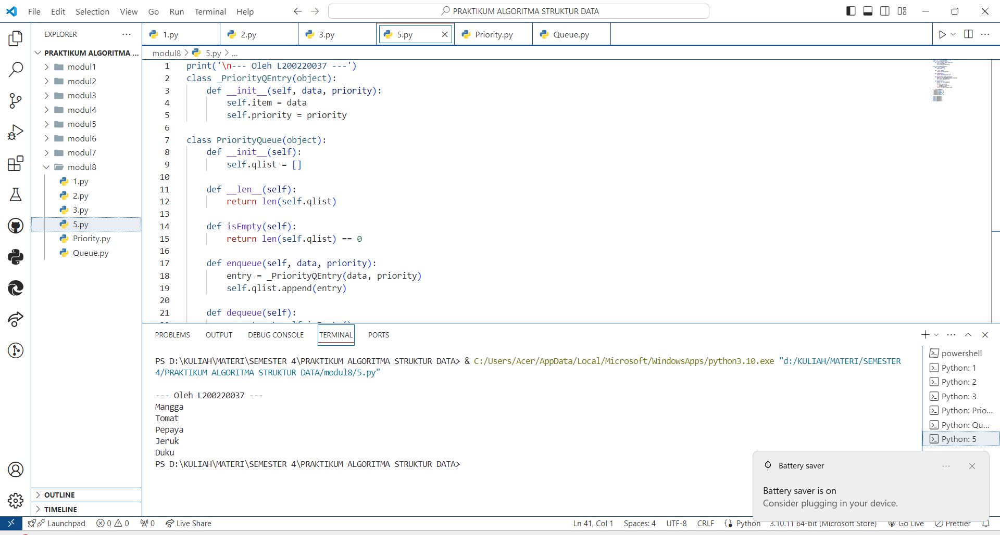 File Edit Selection View Go Run Terminal Help
PRAKTIKUM ALGORITMA STRUKTUR DATA
EXPLORER
1.py
2.py
3.py
5.py
Priority.py
Queue.py
PRAKTIKUM ALGORITMA ...
modul1
modul2
modul3
modul4
modul5
modul6
modul7
modul8
1.py
2.py
3.py
5.py
Priority.py
Queue.py
OUTLINE
TIMELINE
modul8 > 5.py > ...
1 print('\n--- Oleh L200220037 ---')
2 class _PriorityQEntry(object):
3     def __init__(self, data, priority):
4         self.item = data
5         self.priority = priority
6
7 class PriorityQueue(object):
8     def __init__(self):
9         self.qlist = []
10
11     def __len__(self):
12         return len(self.qlist)
13
14     def isEmpty(self):
15         return len(self.qlist) == 0
16
17     def enqueue(self, data, priority):
18         entry = _PriorityQEntry(data, priority)
19         self.qlist.append(entry)
20
21     def dequeue(self):
PROBLEMS OUTPUT DEBUG CONSOLE TERMINAL PORTS
PS D:\KULIAH\MATERI\SEMESTER 4\PRAKTIKUM ALGORITMA STRUKTUR DATA> & C:/Users/Acer/AppData/Local/Microsoft/WindowsApps/python3.10.exe "d:/KULIAH/MATERI/SEMESTER
4/PRAKTIKUM ALGORITMA STRUKTUR DATA/modul8/5.py"
--- Oleh L200220037 ---
Mangga
Tomat
Pepaya
Jeruk
Duku
PS D:\KULIAH\MATERI\SEMESTER 4\PRAKTIKUM ALGORITMA STRUKTUR DATA>
powershell
Python: 1
Python: 2
Python: 3
Python: Prio...
Python: Qu...
Python: 5
Battery saver
Battery saver is on
Consider plugging in your device.
Launchpad 0 0 0 Live Share
Ln 41, Col 1 Spaces: 4 UTF-8 CRLF Python 3.10.11 64-bit (Microsoft Store) Go Live Prettier